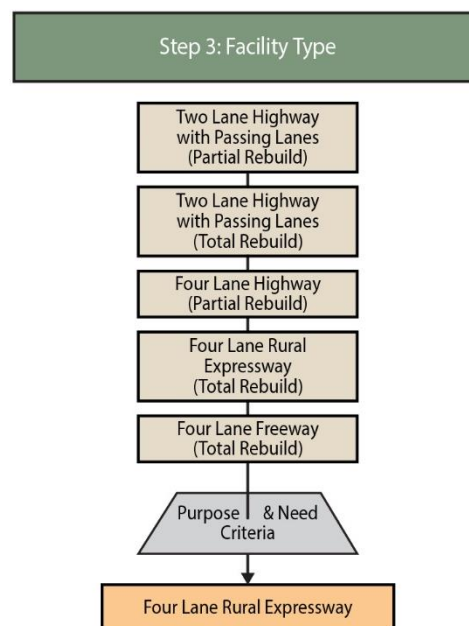 Step 3: Facility Type
Two Lane Highway
with Passing Lanes
(Partial Rebuild)
Two Lane Highway
with Passing Lanes
(Total Rebuild)
Four Lane Highway
(Partial Rebuild)
Four Lane Rural
Expressway
(Total Rebuild)
Four Lane Freeway
(Total Rebuild)
Purpose & Need
Criteria
Four Lane Rural Expressway